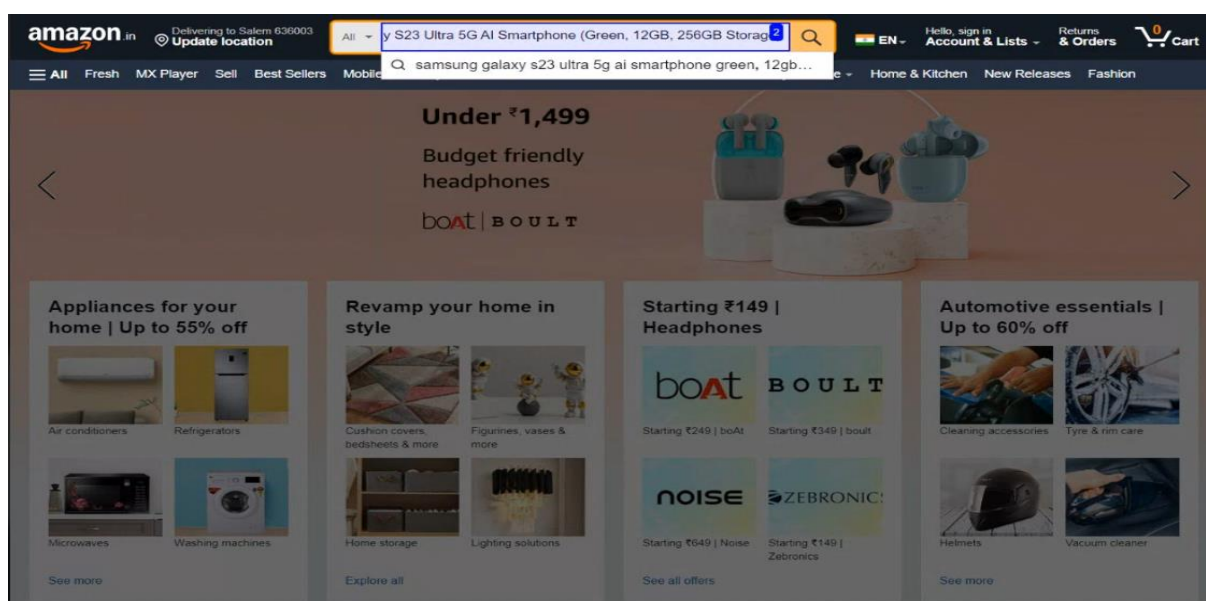 amazon.in
Delivering to Salem 636003
Update location
All
y S23 Ultra 5G AI Smartphone (Green, 12GB, 256GB Storag
2
EN
Hello, sign in
Account & Lists
Returns
& Orders
0
Cart
samsung galaxy s23 ultra 5g ai smartphone green, 12gb...
All Fresh MX Player Sell Best Sellers Mobile
Home & Kitchen New Releases Fashion
Under ₹1,499
Budget friendly
headphones
boAt | BOULT
Appliances for your
home | Up to 55% off
Air conditioners
Refrigerators
Microwaves
Washing machines
See more
Revamp your home in
style
Cushion covers,
bedsheets & more
Figurines, vases &
more
Home storage
Lighting solutions
Explore all
Starting ₹149 |
Headphones
boAt
BOULT
Starting ₹249 | boAt
Starting ₹349 | boult
noise
ZEBRONIC
Starting ₹649 | Noise
Starting ₹149 |
Zebronics
See all offers
Automotive essentials |
Up to 60% off
Cleaning accessories
Tyre & rim care
Helmets
Vacuum cleaner
See more